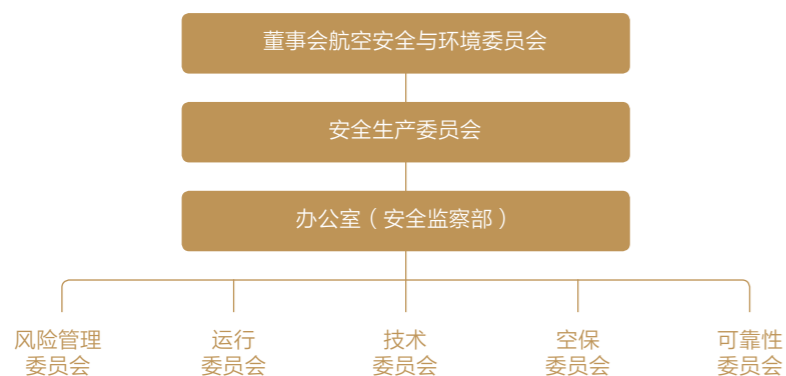 董事会航空安全与环境委员会
安全生产委员会
办公室（安全监察部）
风险管理
委员会
运行
委员会
技术
委员会
空保
委员会
可靠性
委员会